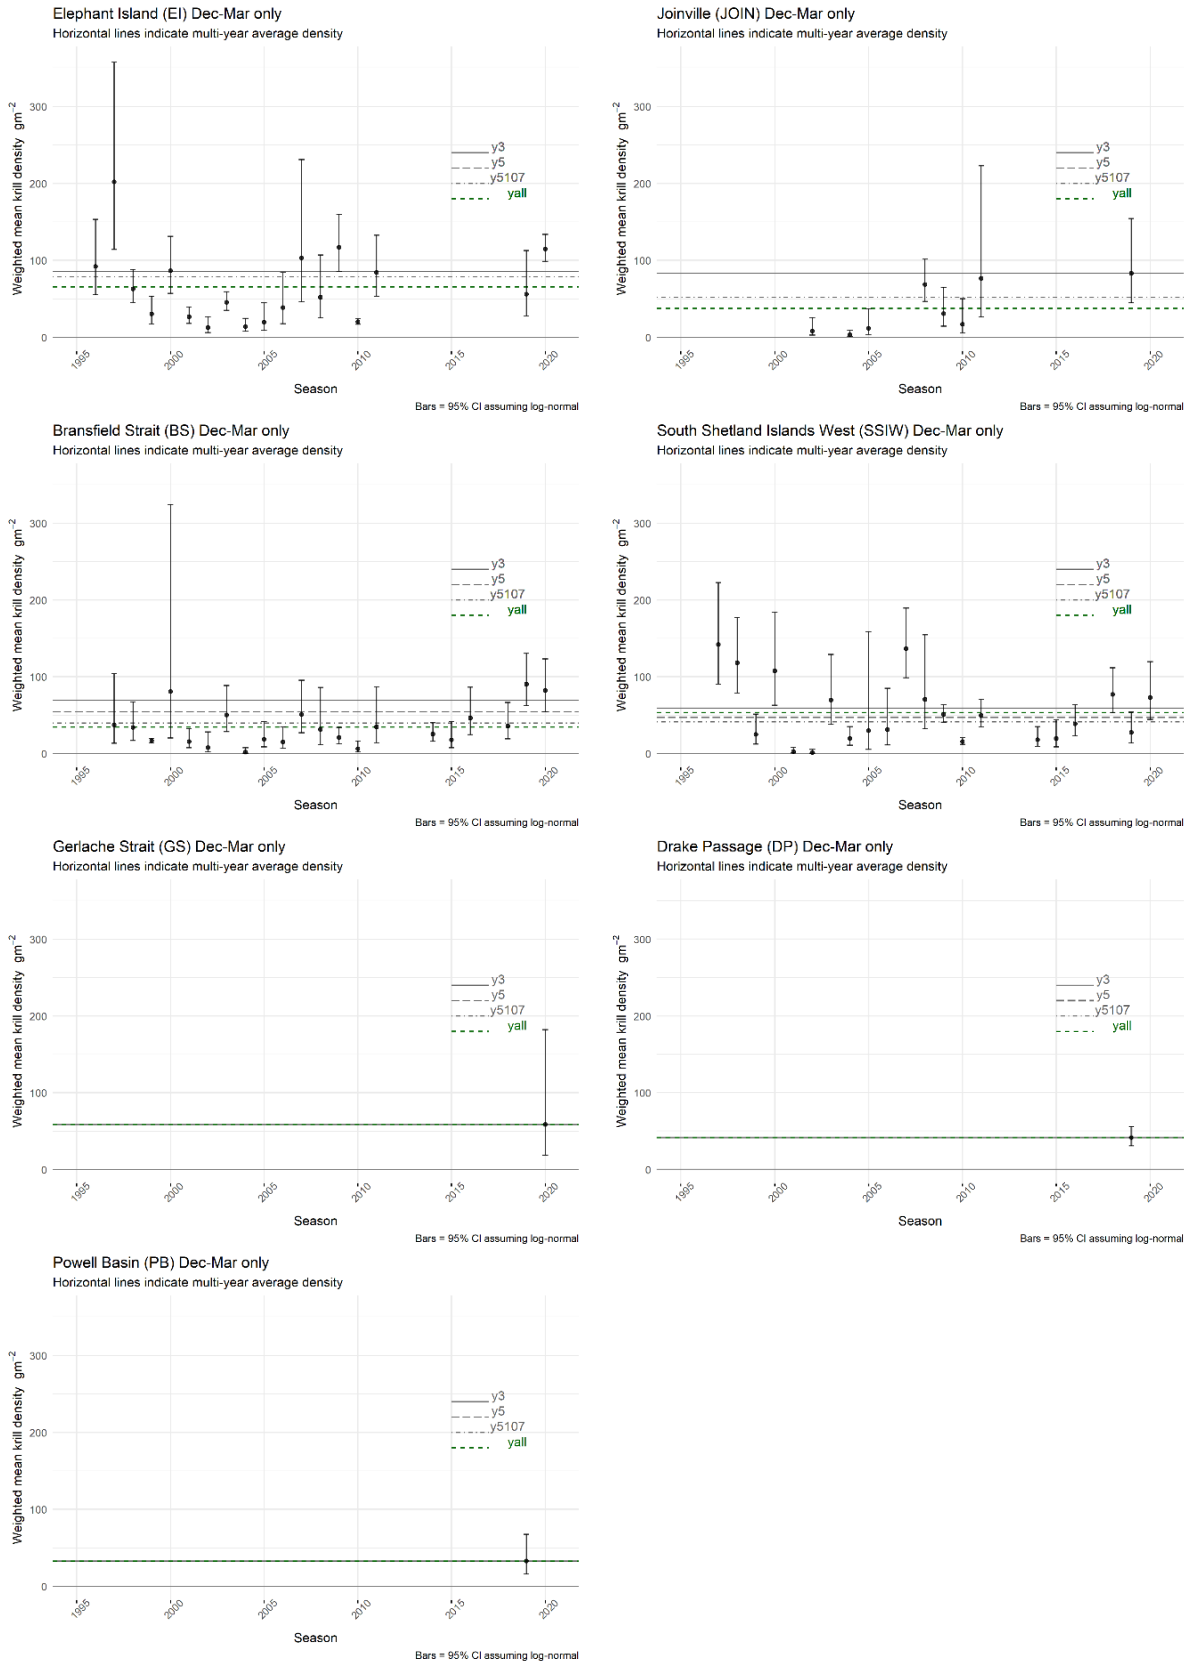 Elephant Island (EI) Dec-Mar only
Horizontal lines indicate multi-year average density
Weighted mean krill density gm⁻²
300
200
100
0
y3
y5
y5107
yall
1995
2000
2005
2010
2015
2020
Season
Bars = 95% CI assuming log-normal
Joinville (JOIN) Dec-Mar only
Horizontal lines indicate multi-year average density
Weighted mean krill density gm⁻²
300
200
100
0
y3
y5
y5107
yall
1995
2000
2005
2010
2015
2020
Season
Bars = 95% CI assuming log-normal
Bransfield Strait (BS) Dec-Mar only
Horizontal lines indicate multi-year average density
Weighted mean krill density gm⁻²
300
200
100
0
y3
y5
y5107
yall
1995
2000
2005
2010
2015
2020
Season
Bars = 95% CI assuming log-normal
South Shetland Islands West (SSIW) Dec-Mar only
Horizontal lines indicate multi-year average density
Weighted mean krill density gm⁻²
300
200
100
0
y3
y5
y5107
yall
1995
2000
2005
2010
2015
2020
Season
Bars = 95% CI assuming log-normal
Gerlache Strait (GS) Dec-Mar only
Horizontal lines indicate multi-year average density
Weighted mean krill density gm⁻²
300
200
100
0
y3
y5
y5107
yall
1995
2000
2005
2010
2015
2020
Season
Bars = 95% CI assuming log-normal
Drake Passage (DP) Dec-Mar only
Horizontal lines indicate multi-year average density
Weighted mean krill density gm⁻²
300
200
100
0
y3
y5
y5107
yall
1995
2000
2005
2010
2015
2020
Season
Bars = 95% CI assuming log-normal
Powell Basin (PB) Dec-Mar only
Horizontal lines indicate multi-year average density
Weighted mean krill density gm⁻²
300
200
100
0
y3
y5
y5107
yall
1995
2000
2005
2010
2015
2020
Season
Bars = 95% CI assuming log-normal